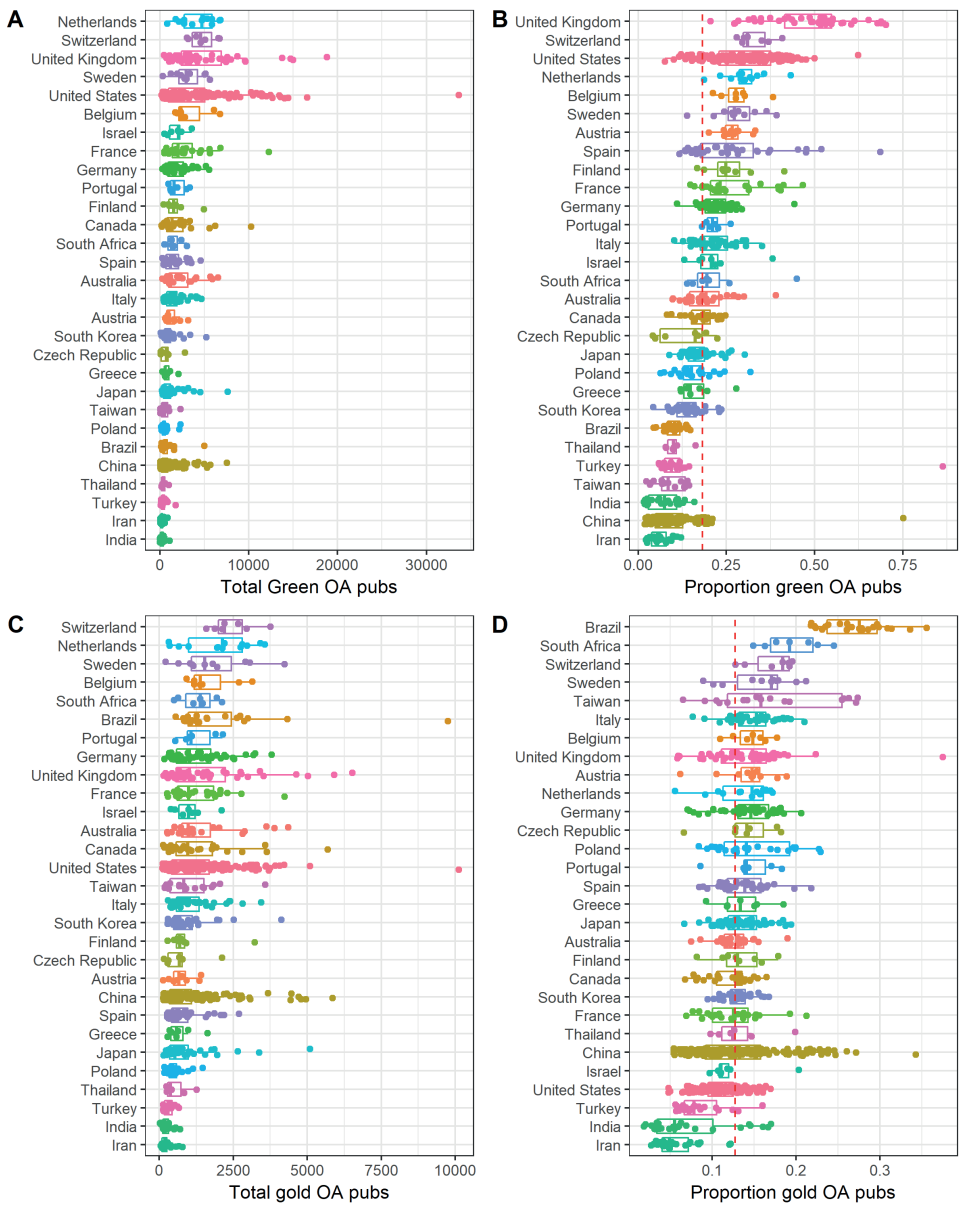 A
Netherlands
Switzerland
United Kingdom
Sweden
United States
Belgium
Israel
France
Germany
Portugal
Finland
Canada
South Africa
Spain
Australia
Italy
Austria
South Korea
Czech Republic
Greece
Japan
Taiwan
Poland
Brazil
China
Thailand
Turkey
Iran
India
0 10000 20000 30000
Total Green OA pubs
B
United Kingdom
Switzerland
United States
Netherlands
Belgium
Sweden
Austria
Spain
Finland
France
Germany
Portugal
Italy
Israel
South Africa
Australia
Canada
Czech Republic
Japan
Poland
Greece
South Korea
Brazil
Thailand
Turkey
Taiwan
India
China
Iran
0.00 0.25 0.50 0.75
Proportion green OA pubs
C
Switzerland
Netherlands
Sweden
Belgium
South Africa
Brazil
Portugal
Germany
United Kingdom
France
Israel
Australia
Canada
United States
Taiwan
Italy
South Korea
Finland
Czech Republic
Austria
China
Spain
Greece
Japan
Poland
Thailand
Turkey
India
Iran
0 2500 5000 7500 10000
Total gold OA pubs
D
Brazil
South Africa
Switzerland
Sweden
Taiwan
Italy
Belgium
United Kingdom
Austria
Netherlands
Germany
Czech Republic
Poland
Portugal
Spain
Greece
Japan
Australia
Finland
Canada
South Korea
France
Thailand
China
Israel
United States
Turkey
India
Iran
0.1 0.2 0.3
Proportion gold OA pubs